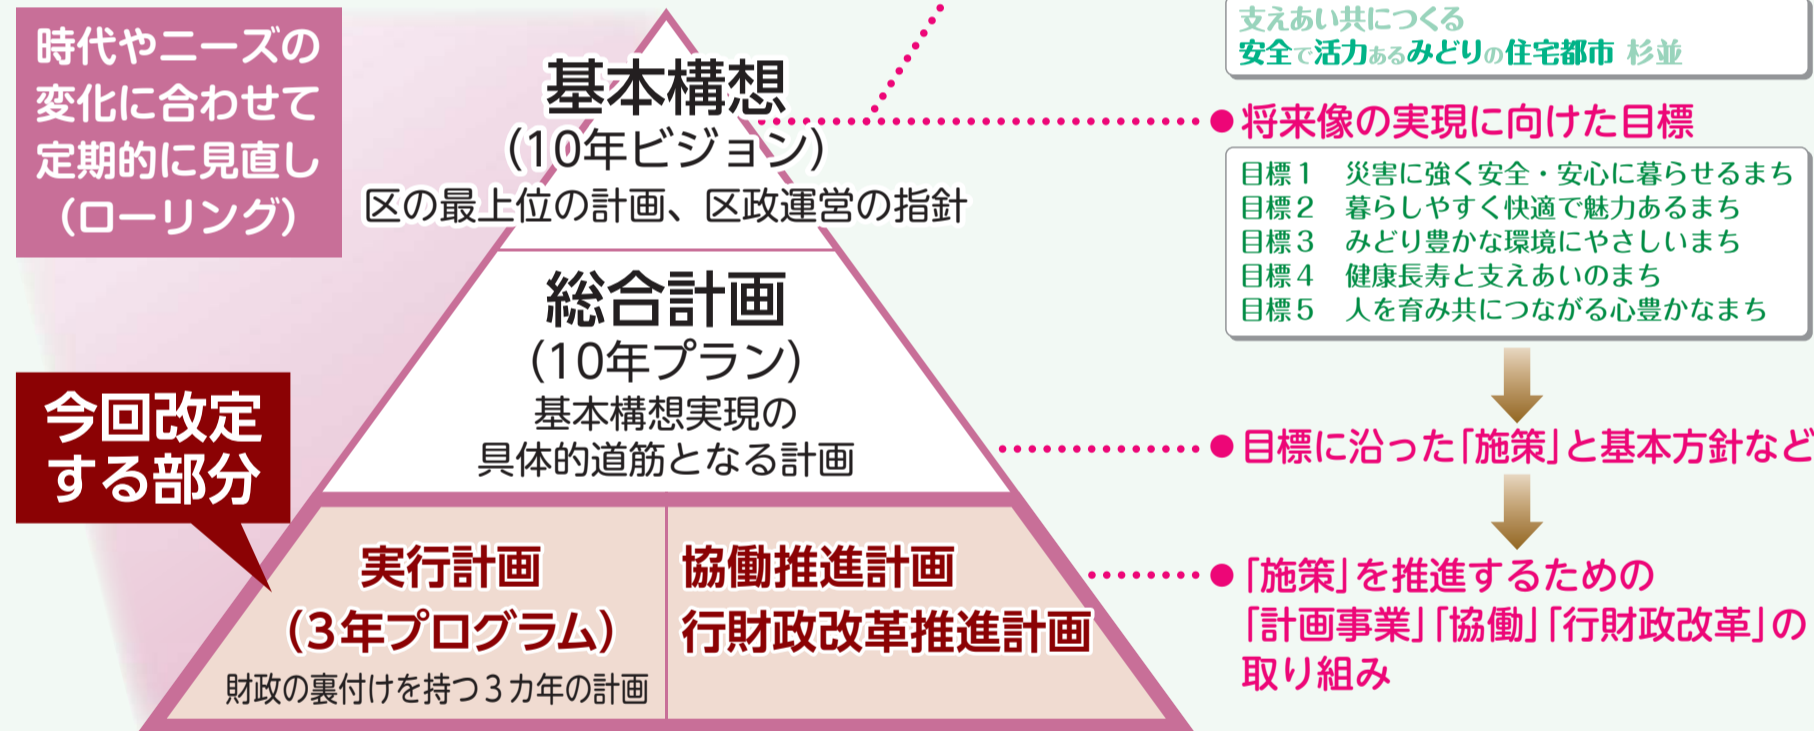 時代やニーズの
変化に合わせて
定期的に見直し
（ローリング）
基本構想
（10年ビジョン）
区の最上位の計画、区政運営の指針
総合計画
（10年プラン）
基本構想実現の
具体的道筋となる計画
今回改定
する部分
実行計画
（3年プログラム）
財政の裏付けを持つ3カ年の計画
協働推進計画
行財政改革推進計画
支えあい共につくる
安全で活力あるみどりの住宅都市 杉並
●将来像の実現に向けた目標
目標1 災害に強く安全・安心に暮らせるまち
目標2 暮らしやすく快適で魅力あるまち
目標3 みどり豊かな環境にやさしいまち
目標4 健康長寿と支えあいのまち
目標5 人を育み共につながる心豊かなまち
●目標に沿った「施策」と基本方針など
●「施策」を推進するための
「計画事業」「協働」「行財政改革」の
取り組み